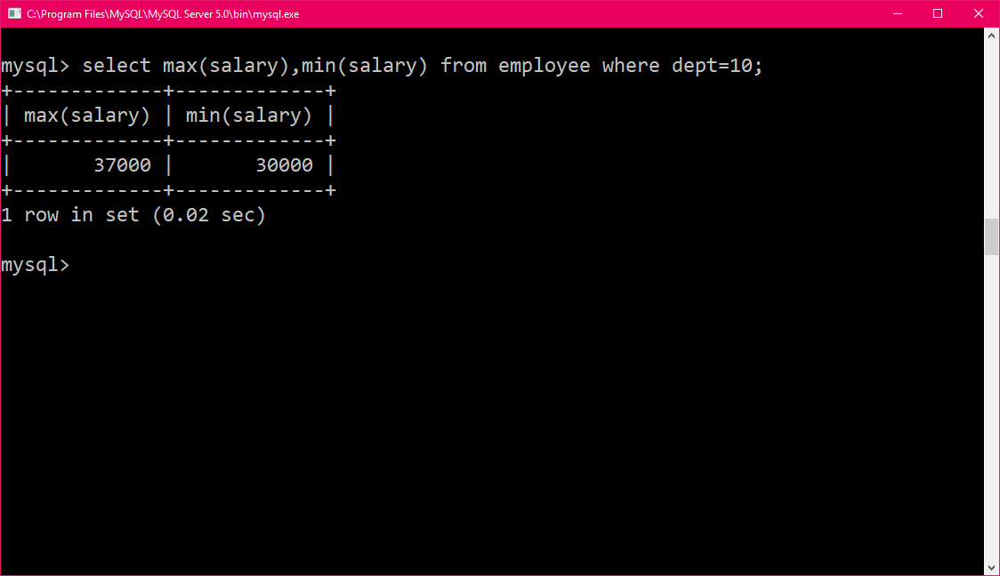 C:\Program Files\MySQL\MySQL Server 5.0\bin\mysql.exe
mysql> select max(salary),min(salary) from employee where dept=10;
+-------------+-------------+
| max(salary) | min(salary) |
+-------------+-------------+
|       37000 |       30000 |
+-------------+-------------+
1 row in set (0.02 sec)
mysql>